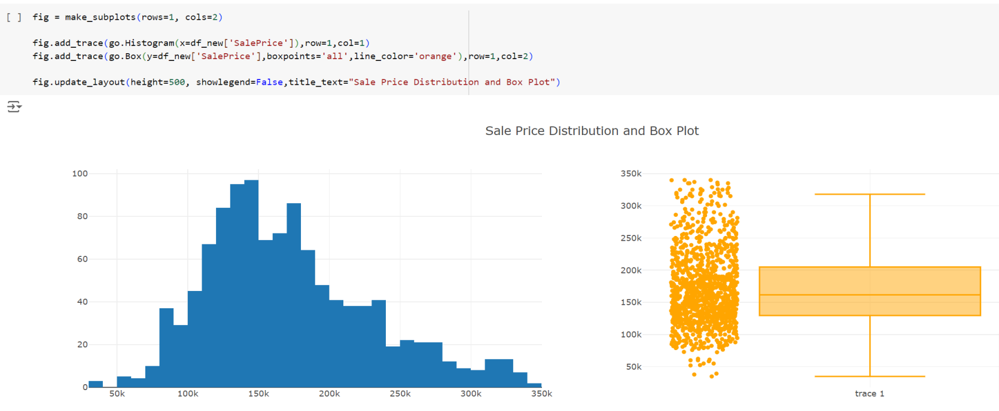 [ ] fig = make_subplots(rows=1, cols=2)
fig.add_trace(go.Histogram(x=df_new['SalePrice']),row=1,col=1)
fig.add_trace(go.Box(y=df_new['SalePrice'],boxpoints='all',line_color='orange'),row=1,col=2)
fig.update_layout(height=500, showlegend=False,title_text="Sale Price Distribution and Box Plot")
Sale Price Distribution and Box Plot
100
80
60
40
20
0
50k 100k 150k 200k 250k 300k 350k
350k
300k
250k
200k
150k
100k
50k
trace 1